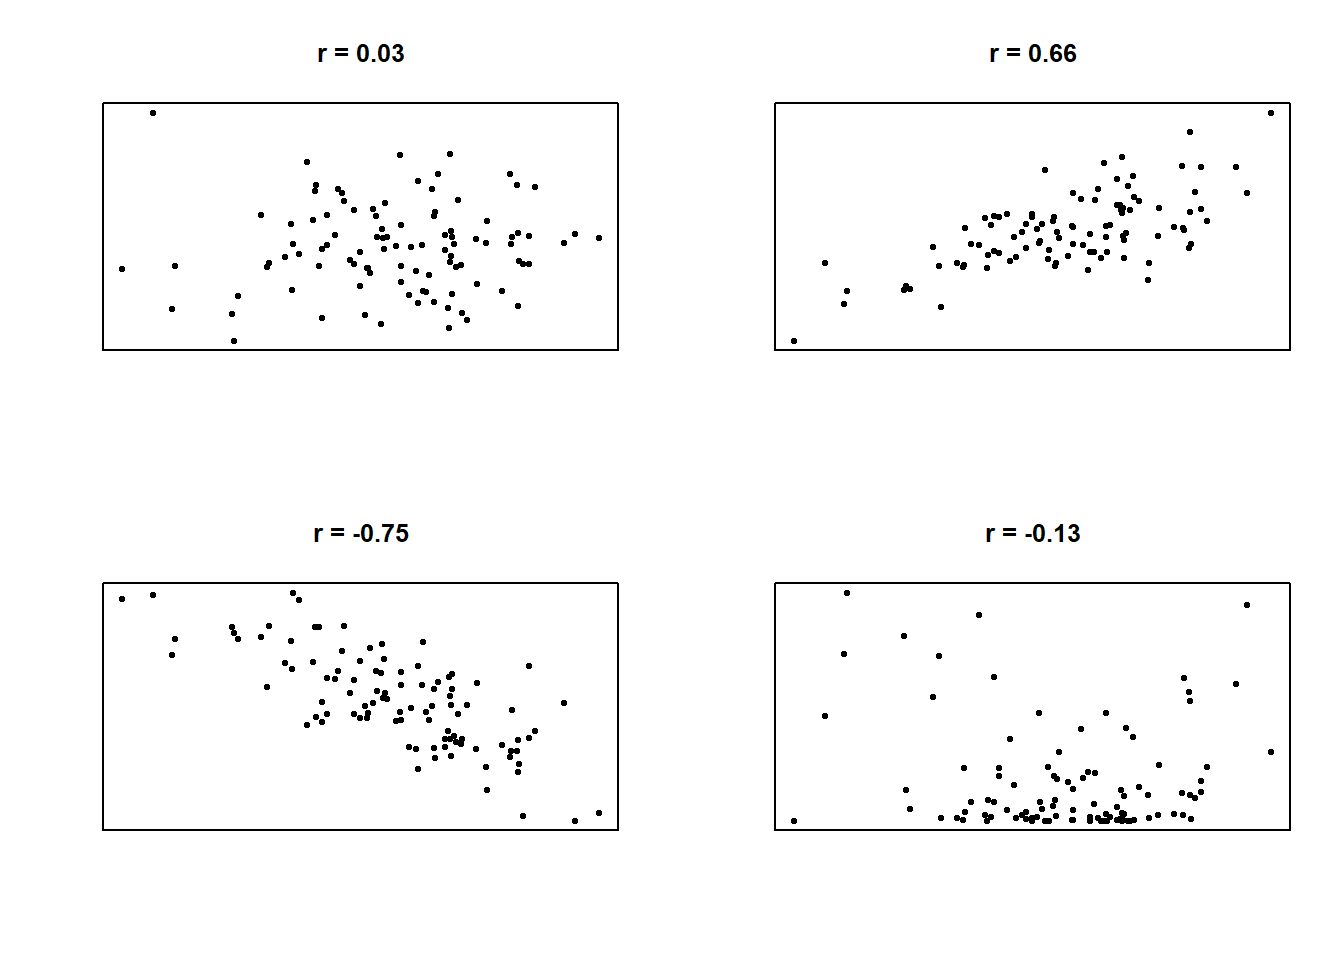 r = 0.03
r = 0.66
r = -0.75
r = -0.13